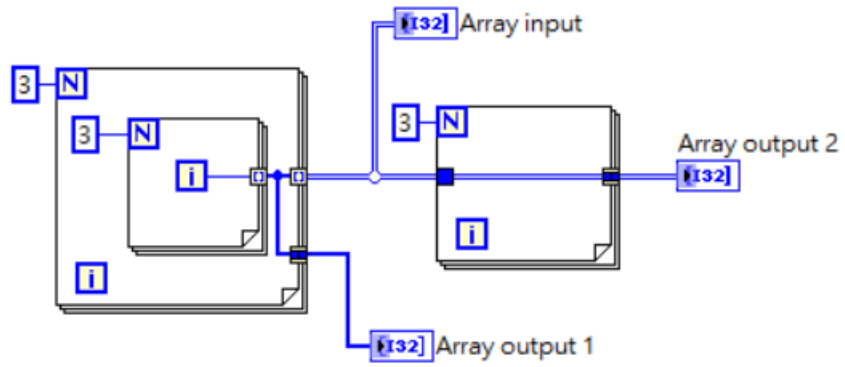 [I32] Array input
3 N
3 N
3 N
Array output 2
i
[I32]
i
i
[I32] Array output 1